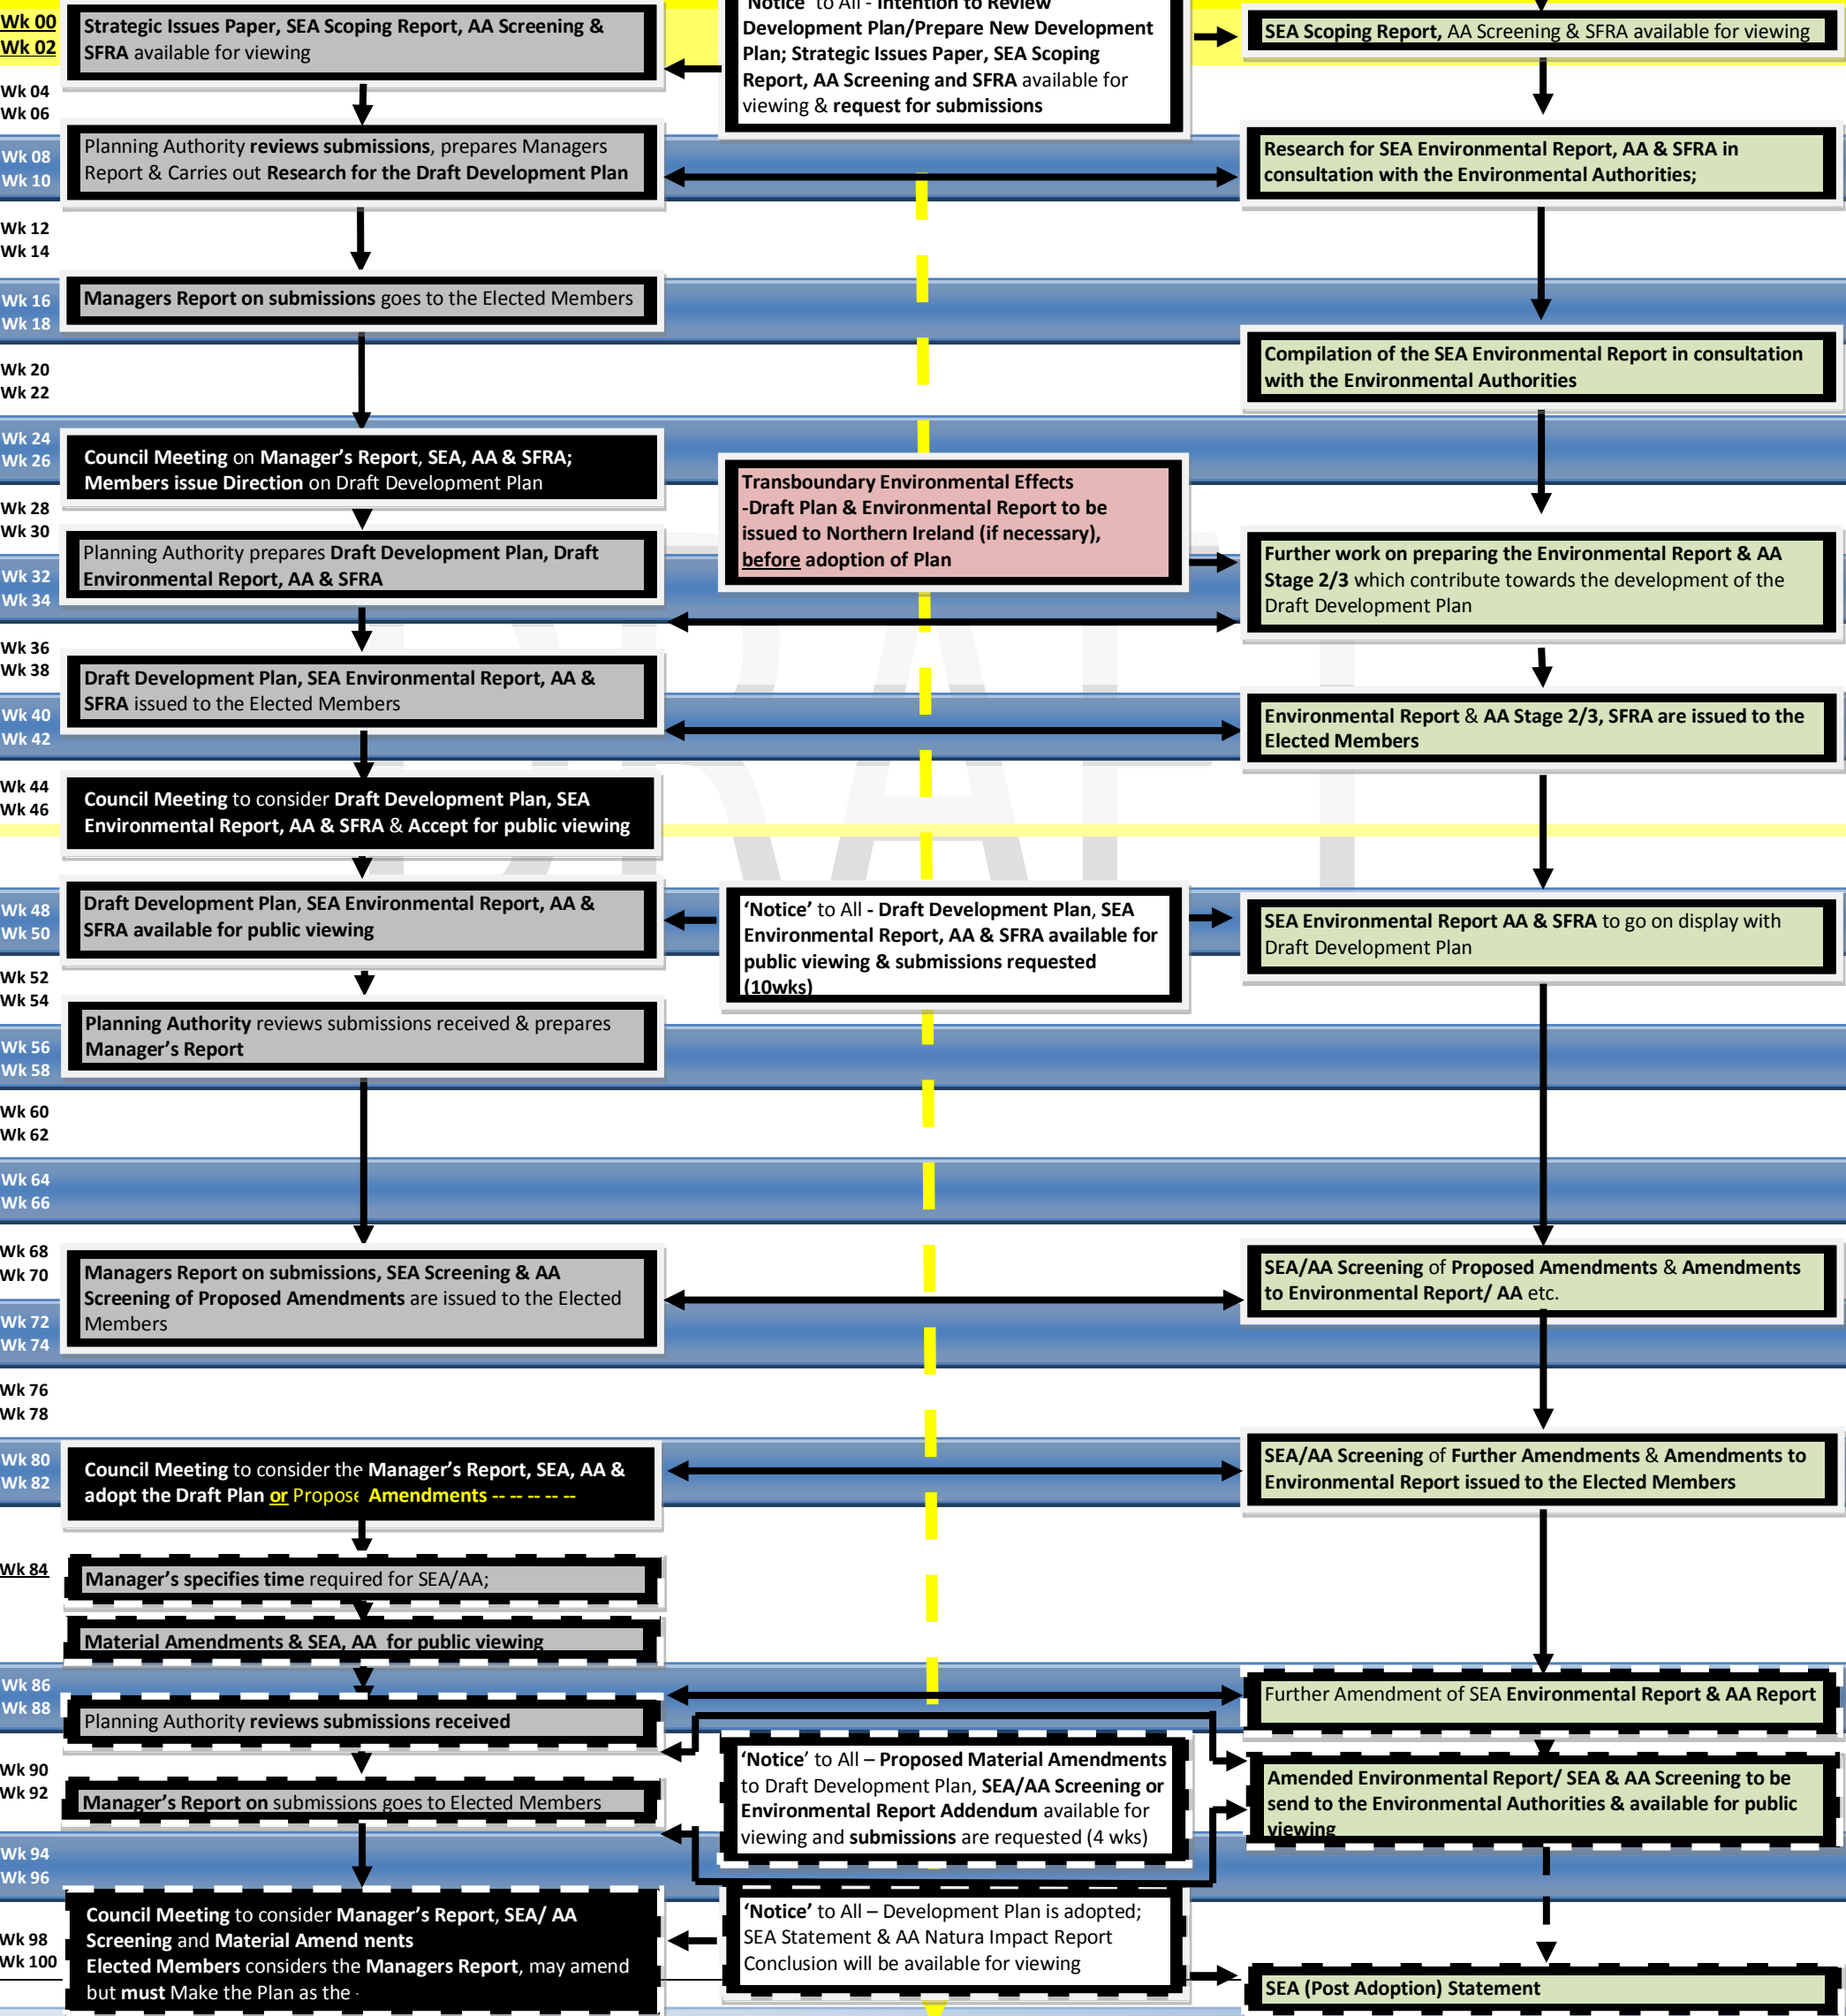 Wk 00
Wk 02
Wk 04
Wk 06
Wk 08
Wk 10
Wk 12
Wk 14
Wk 16
Wk 18
Wk 20
Wk 22
Wk 24
Wk 26
Wk 28
Wk 30
Wk 32
Wk 34
Wk 36
Wk 38
Wk 40
Wk 42
Wk 44
Wk 46
Wk 48
Wk 50
Wk 52
Wk 54
Wk 56
Wk 58
Wk 60
Wk 62
Wk 64
Wk 66
Wk 68
Wk 70
Wk 72
Wk 74
Wk 76
Wk 78
Wk 80
Wk 82
Wk 84
Wk 86
Wk 88
Wk 90
Wk 92
Wk 94
Wk 96
Wk 98
Wk 100
Strategic Issues Paper, SEA Scoping Report, AA Screening &
SFRA available for viewing
Planning Authority reviews submissions, prepares Managers
Report & Carries out Research for the Draft Development Plan
Managers Report on submissions goes to the Elected Members
Council Meeting on Manager's Report, SEA, AA & SFRA;
Members issue Direction on Draft Development Plan
Planning Authority prepares Draft Development Plan, Draft
Environmental Report, AA & SFRA
Draft Development Plan, SEA Environmental Report, AA &
SFRA issued to the Elected Members
Council Meeting to consider Draft Development Plan, SEA
Environmental Report, AA & SFRA & Accept for public viewing
Draft Development Plan, SEA Environmental Report, AA &
SFRA available for public viewing
Planning Authority reviews submissions received & prepares
Manager's Report
Managers Report on submissions, SEA Screening & AA
Screening of Proposed Amendments are issued to the Elected
Members
Council Meeting to consider the Manager's Report, SEA, AA &
adopt the Draft Plan or Propose Amendments -- -- -- -- --
Manager's specifies time required for SEA/AA;
Material Amendments & SEA, AA for public viewing
Planning Authority reviews submissions received
Manager's Report on submissions goes to Elected Members
Council Meeting to consider Manager's Report, SEA/ AA
Screening and Material Amendments
Elected Members considers the Managers Report, may amend
but must Make the Plan as the
'Notice' to All - Intention to Review
Development Plan/Prepare New Development
Plan; Strategic Issues Paper, SEA Scoping
Report, AA Screening and SFRA available for
viewing & request for submissions
Transboundary Environmental Effects
-Draft Plan & Environmental Report to be
issued to Northern Ireland (if necessary),
before adoption of Plan
'Notice' to All - Draft Development Plan, SEA
Environmental Report, AA & SFRA available for
public viewing & submissions requested
(10wks)
'Notice' to All – Proposed Material Amendments
to Draft Development Plan, SEA/AA Screening or
Environmental Report Addendum available for
viewing and submissions are requested (4 wks)
'Notice' to All – Development Plan is adopted;
SEA Statement & AA Natura Impact Report
Conclusion will be available for viewing
SEA Scoping Report, AA Screening & SFRA available for viewing
Research for SEA Environmental Report, AA & SFRA in
consultation with the Environmental Authorities;
Compilation of the SEA Environmental Report in consultation
with the Environmental Authorities
Further work on preparing the Environmental Report & AA
Stage 2/3 which contribute towards the development of the
Draft Development Plan
Environmental Report & AA Stage 2/3, SFRA are issued to the
Elected Members
SEA Environmental Report AA & SFRA to go on display with
Draft Development Plan
SEA/AA Screening of Proposed Amendments & Amendments
to Environmental Report/ AA etc.
SEA/AA Screening of Further Amendments & Amendments to
Environmental Report issued to the Elected Members
Further Amendment of SEA Environmental Report & AA Report
Amended Environmental Report/ SEA & AA Screening to be
send to the Environmental Authorities & available for public
viewing
SEA (Post Adoption) Statement
DRAFT